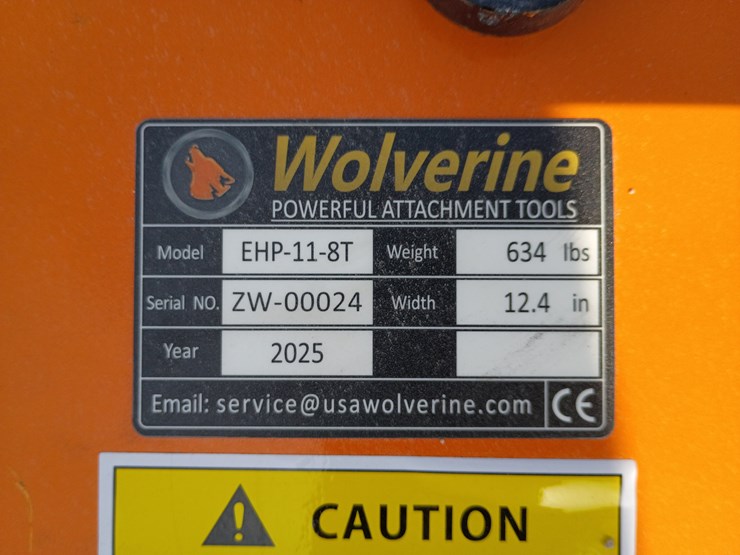 Wolverine
POWERFUL ATTACHMENT TOOLS
Model EHP-11-8T Weight 634 lbs
Serial NO. ZW-00024 Width 12.4 in
Year 2025
Email: service@usawolverine.com CE
CAUTION